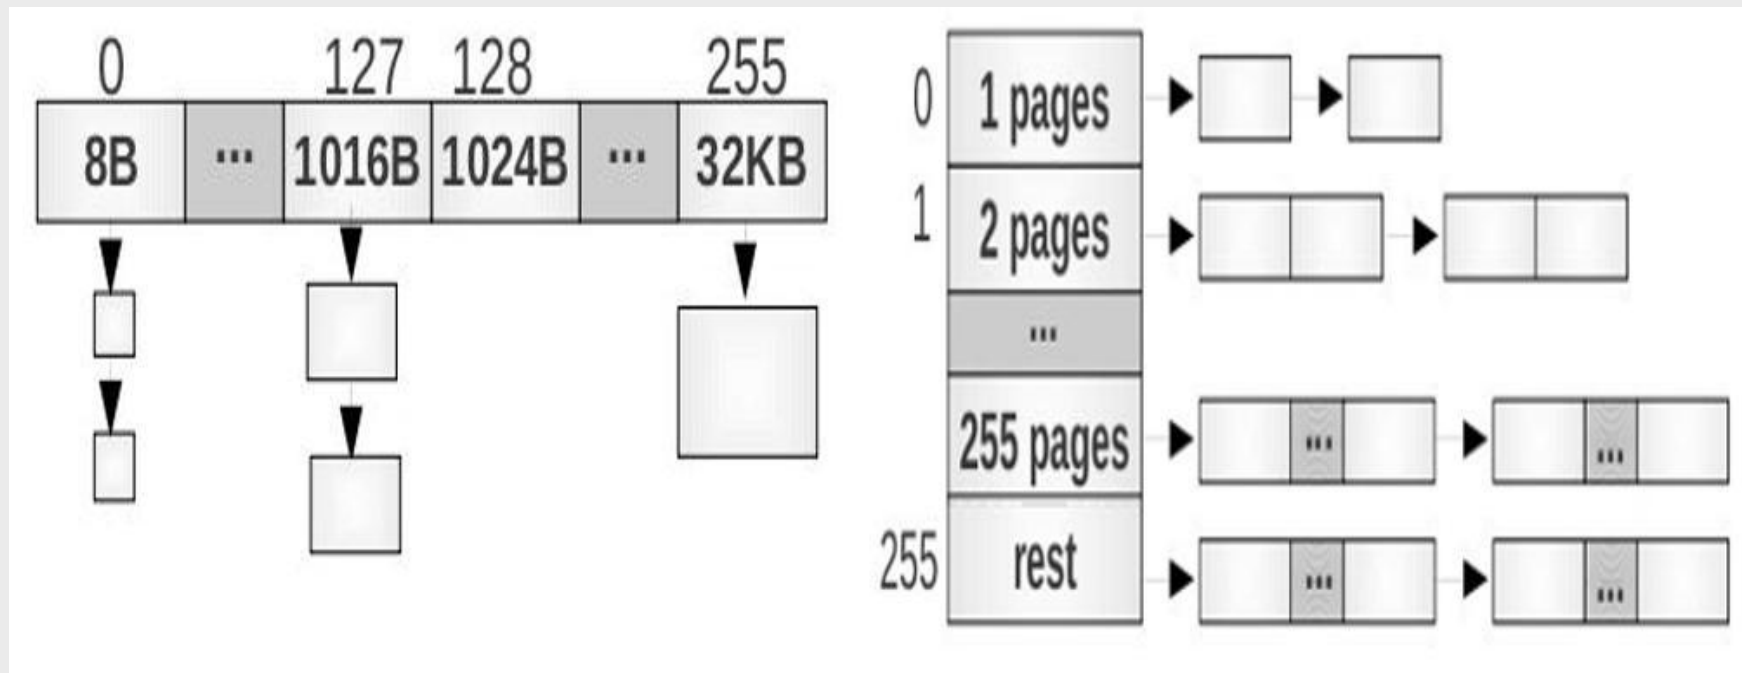 0 127 128 255
8B ... 1016B 1024B ... 32KB
0 1 pages
1 2 pages
...
255 pages ... ...
255 rest ... ...